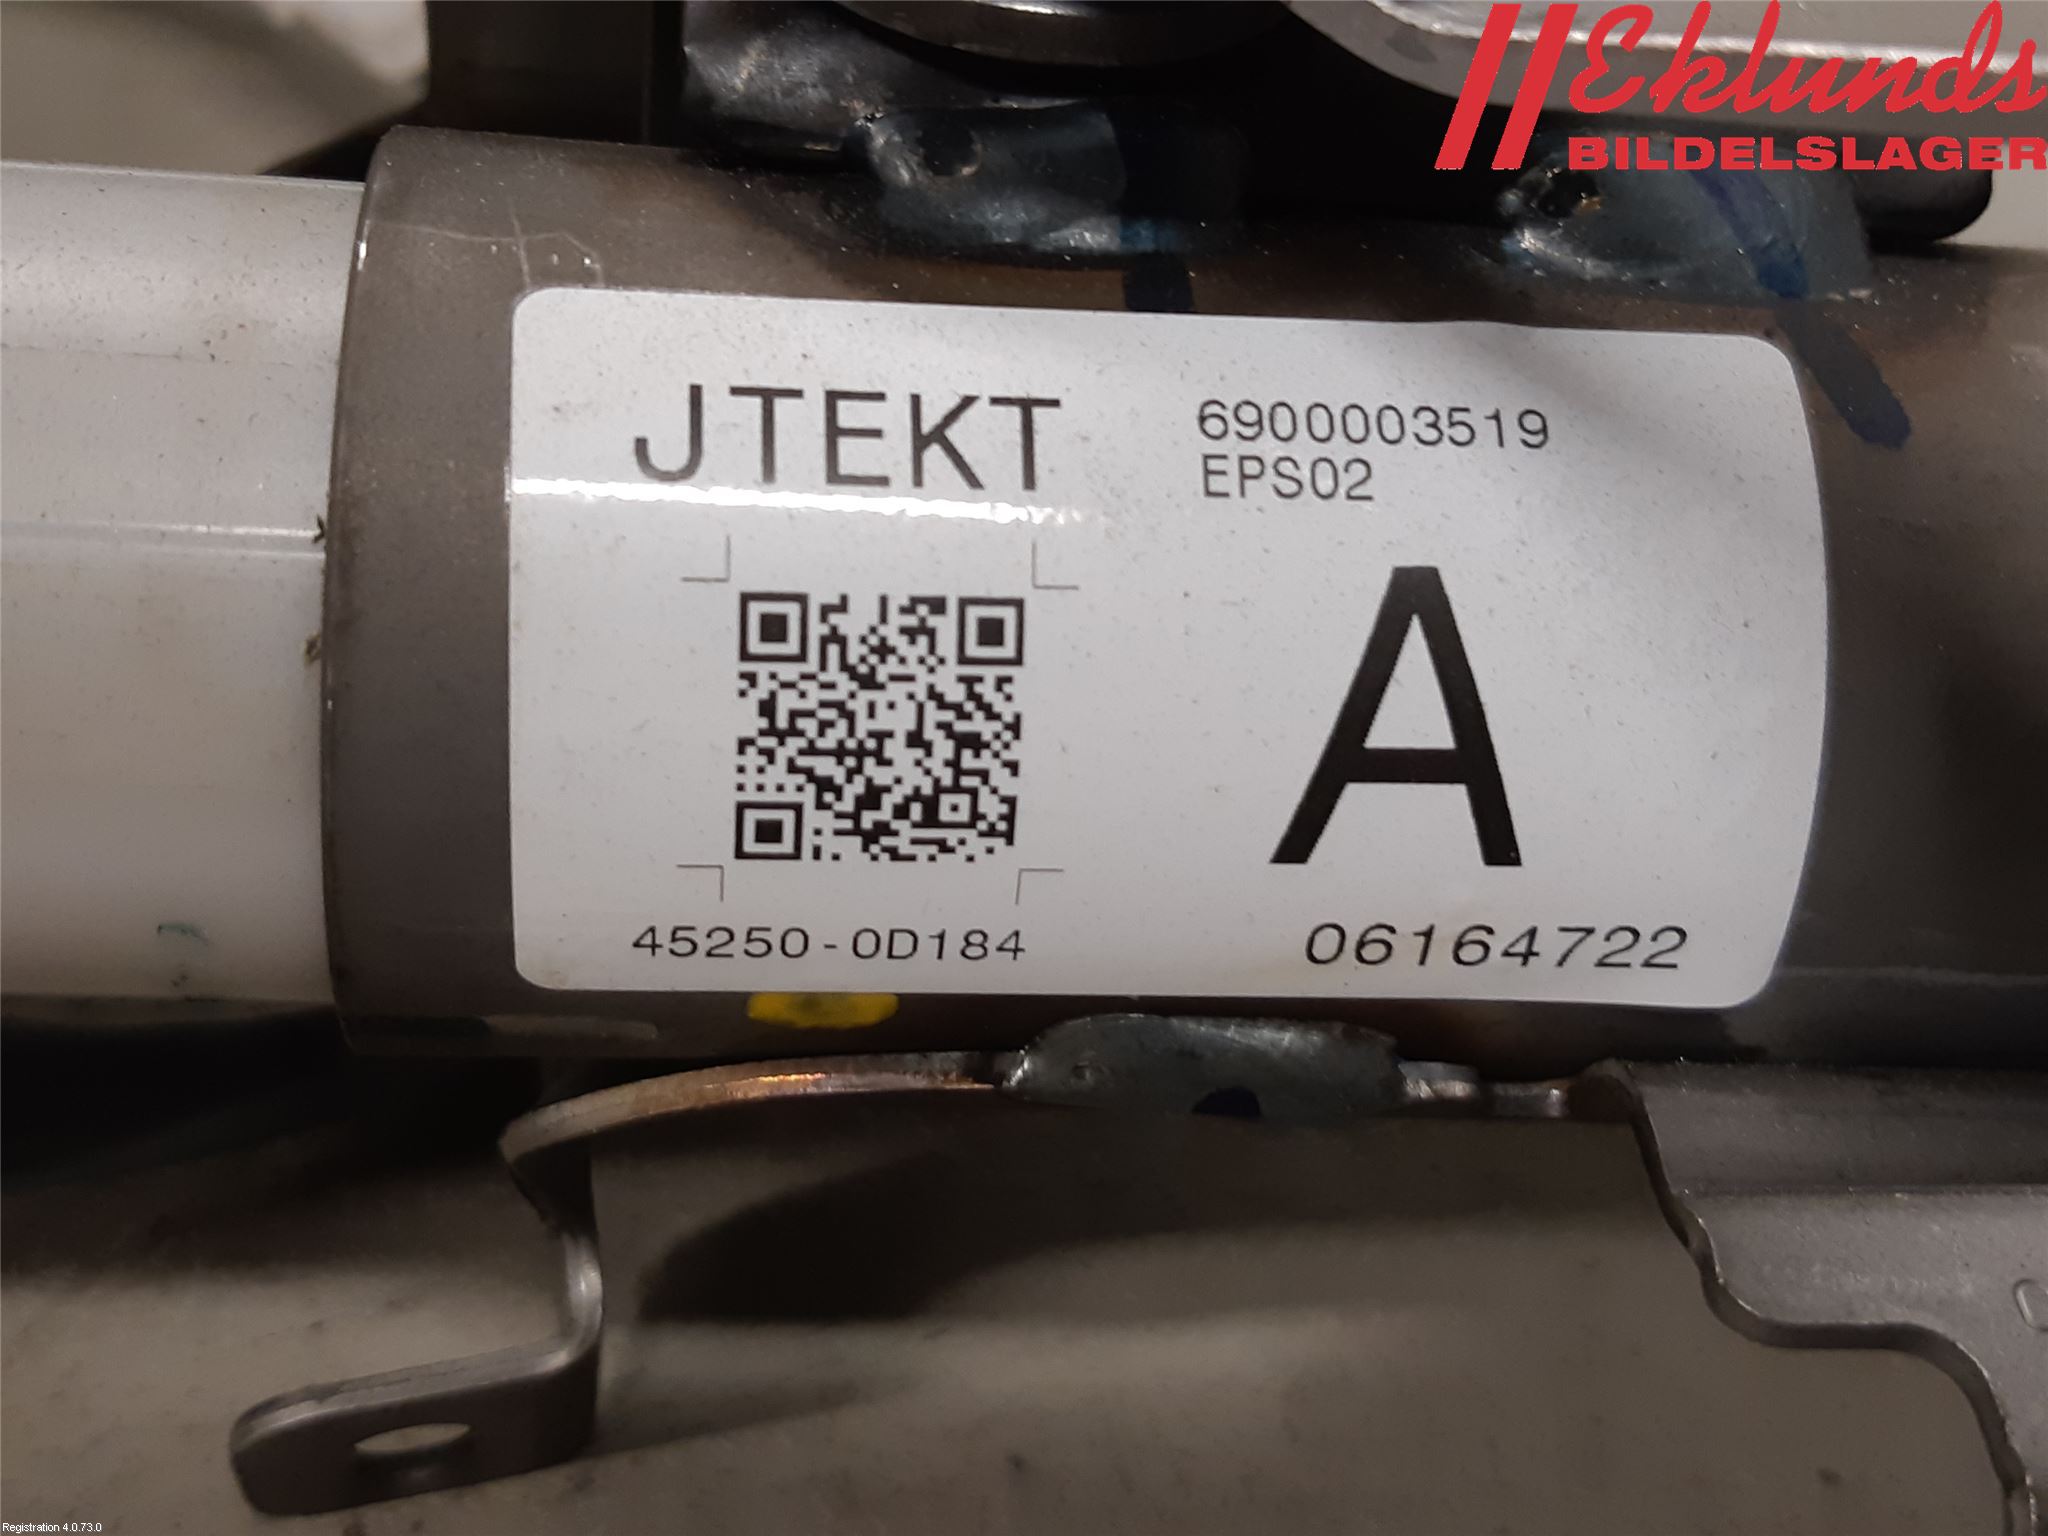 Eklunds
BILDELSLAGER
JTEKT
6900003519
EPS02
A
45250-0D184
06164722
Registration 4.0.73.0